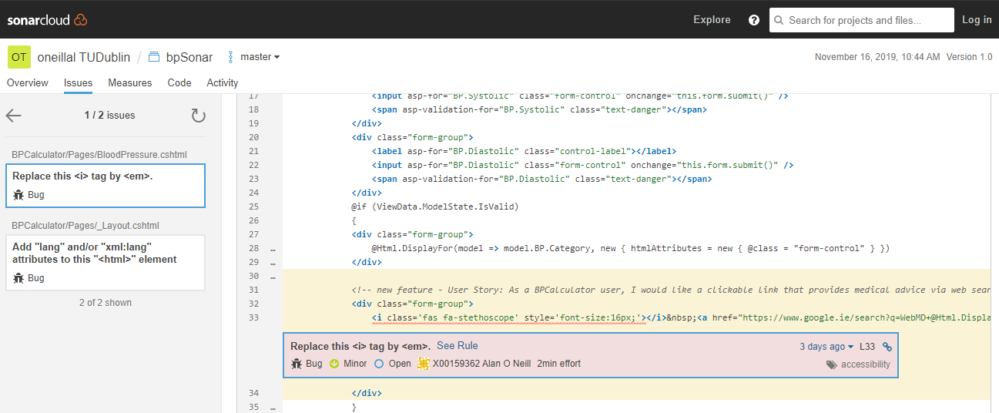 sonarcloud
Explore ? Search for projects and files... Log in
OT oneillal TUDublin / bpSonar master
November 16, 2019, 10:44 AM Version 1.0
Overview Issues Measures Code Activity
1 / 2 issues
BPCalculator/Pages/BloodPressure.cshtml
Replace this <i> tag by <em>.
Bug
BPCalculator/Pages/_Layout.cshtml
Add "lang" and/or "xml:lang"
attributes to this "<html>" element
Bug
2 of 2 shown
17 <input asp-for="BP.Systolic" class="form-control" onchange="this.form.submit()" />
18 <span asp-validation-for="BP.Systolic" class="text-danger"></span>
19 </div>
20 <div class="form-group">
21 <label asp-for="BP.Diastolic" class="control-label"></label>
22 <input asp-for="BP.Diastolic" class="form-control" onchange="this.form.submit()" />
23 <span asp-validation-for="BP.Diastolic" class="text-danger"></span>
24 </div>
25 @if (ViewData.ModelState.IsValid)
26 {
27 <div class="form-group">
28 … @Html.DisplayFor(model => model.BP.Category, new { htmlAttributes = new { @class = "form-control" } })
29 … </div>
30 …
31 <!-- new feature - User Story: As a BPCalculator user, I would like a clickable link that provides medical advice via web sear
32 <div class="form-group">
33 <i class='fas fa-stethoscope' style='font-size:16px;'></i>&nbsp;<a href="https://www.google.ie/search?q=WebMD+@Html.Displa
Replace this <i> tag by <em>. See Rule 3 days ago L33
Bug Minor Open X00159362 Alan O Neill 2min effort accessibility
34 </div>
35 … }